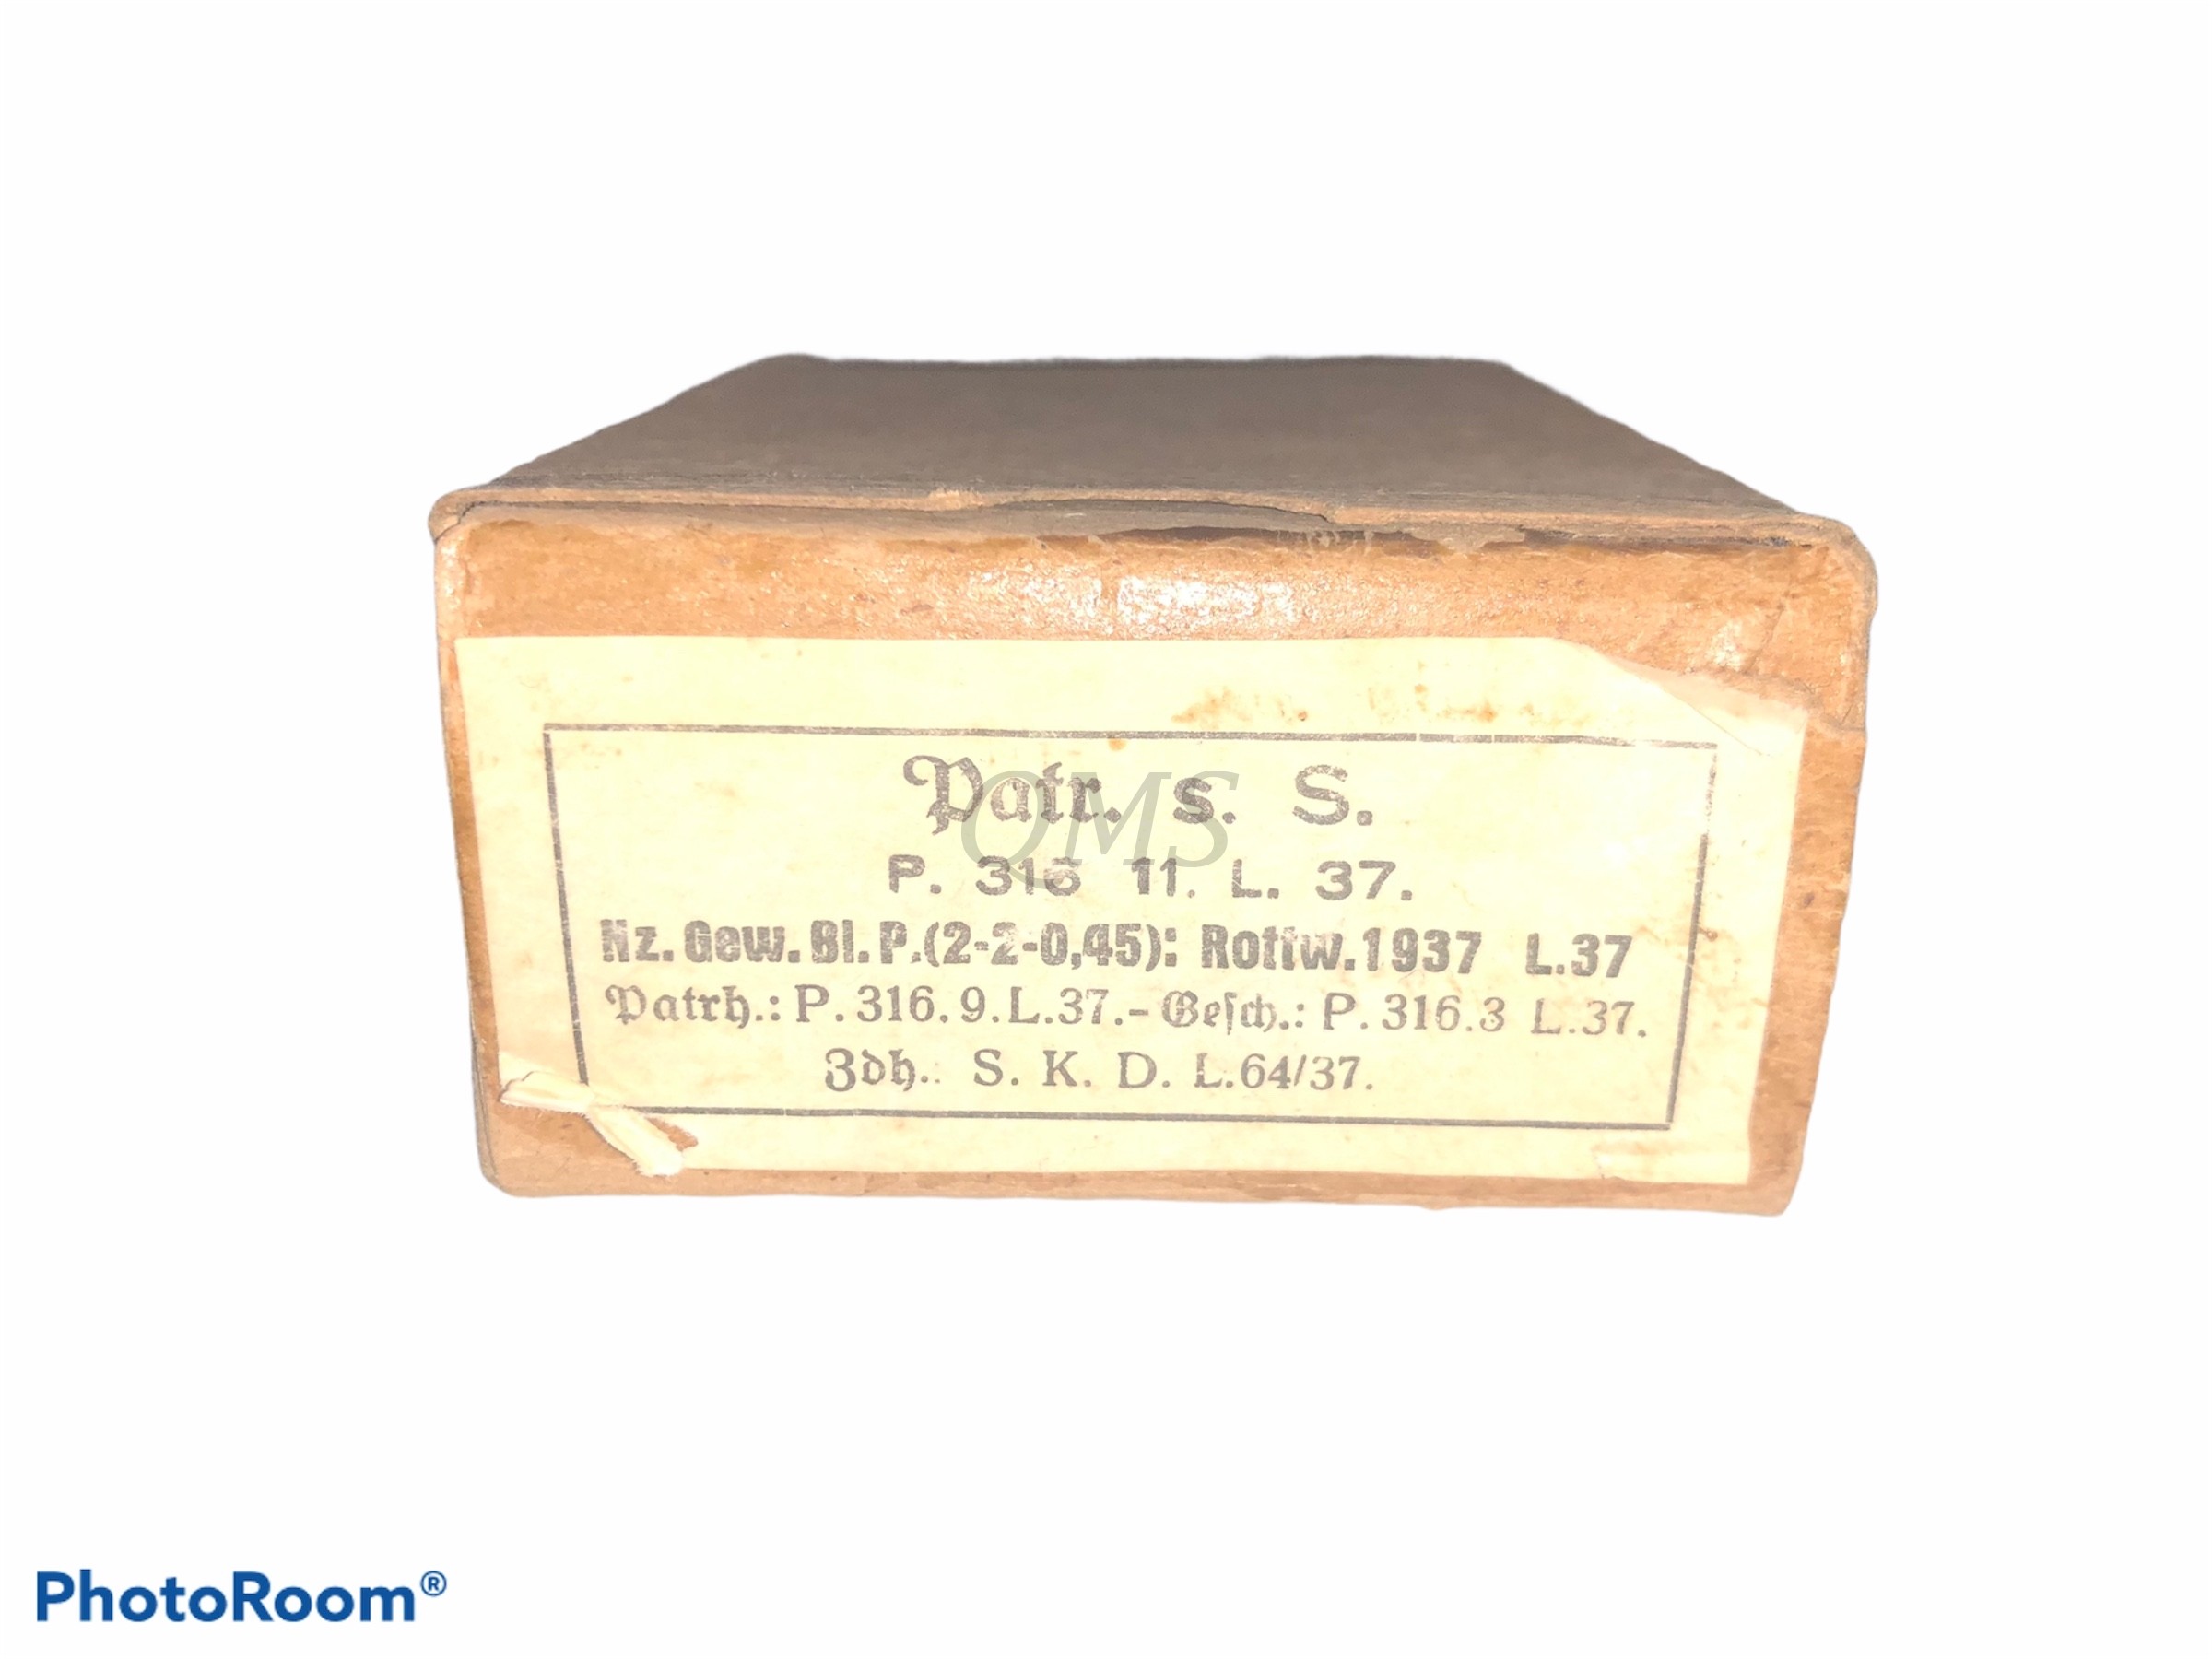 Patr. s. S.
QMS
P. 316 11. L. 37.
Nz. Gew. Bl. P. (2-2-0,45): Rottw. 1937 L.37
Patrh.: P. 316. 9. L.37. - Gesch.: P. 316.3 L.37.
Zdh.: S. K. D. L.64/37.
PhotoRoom®